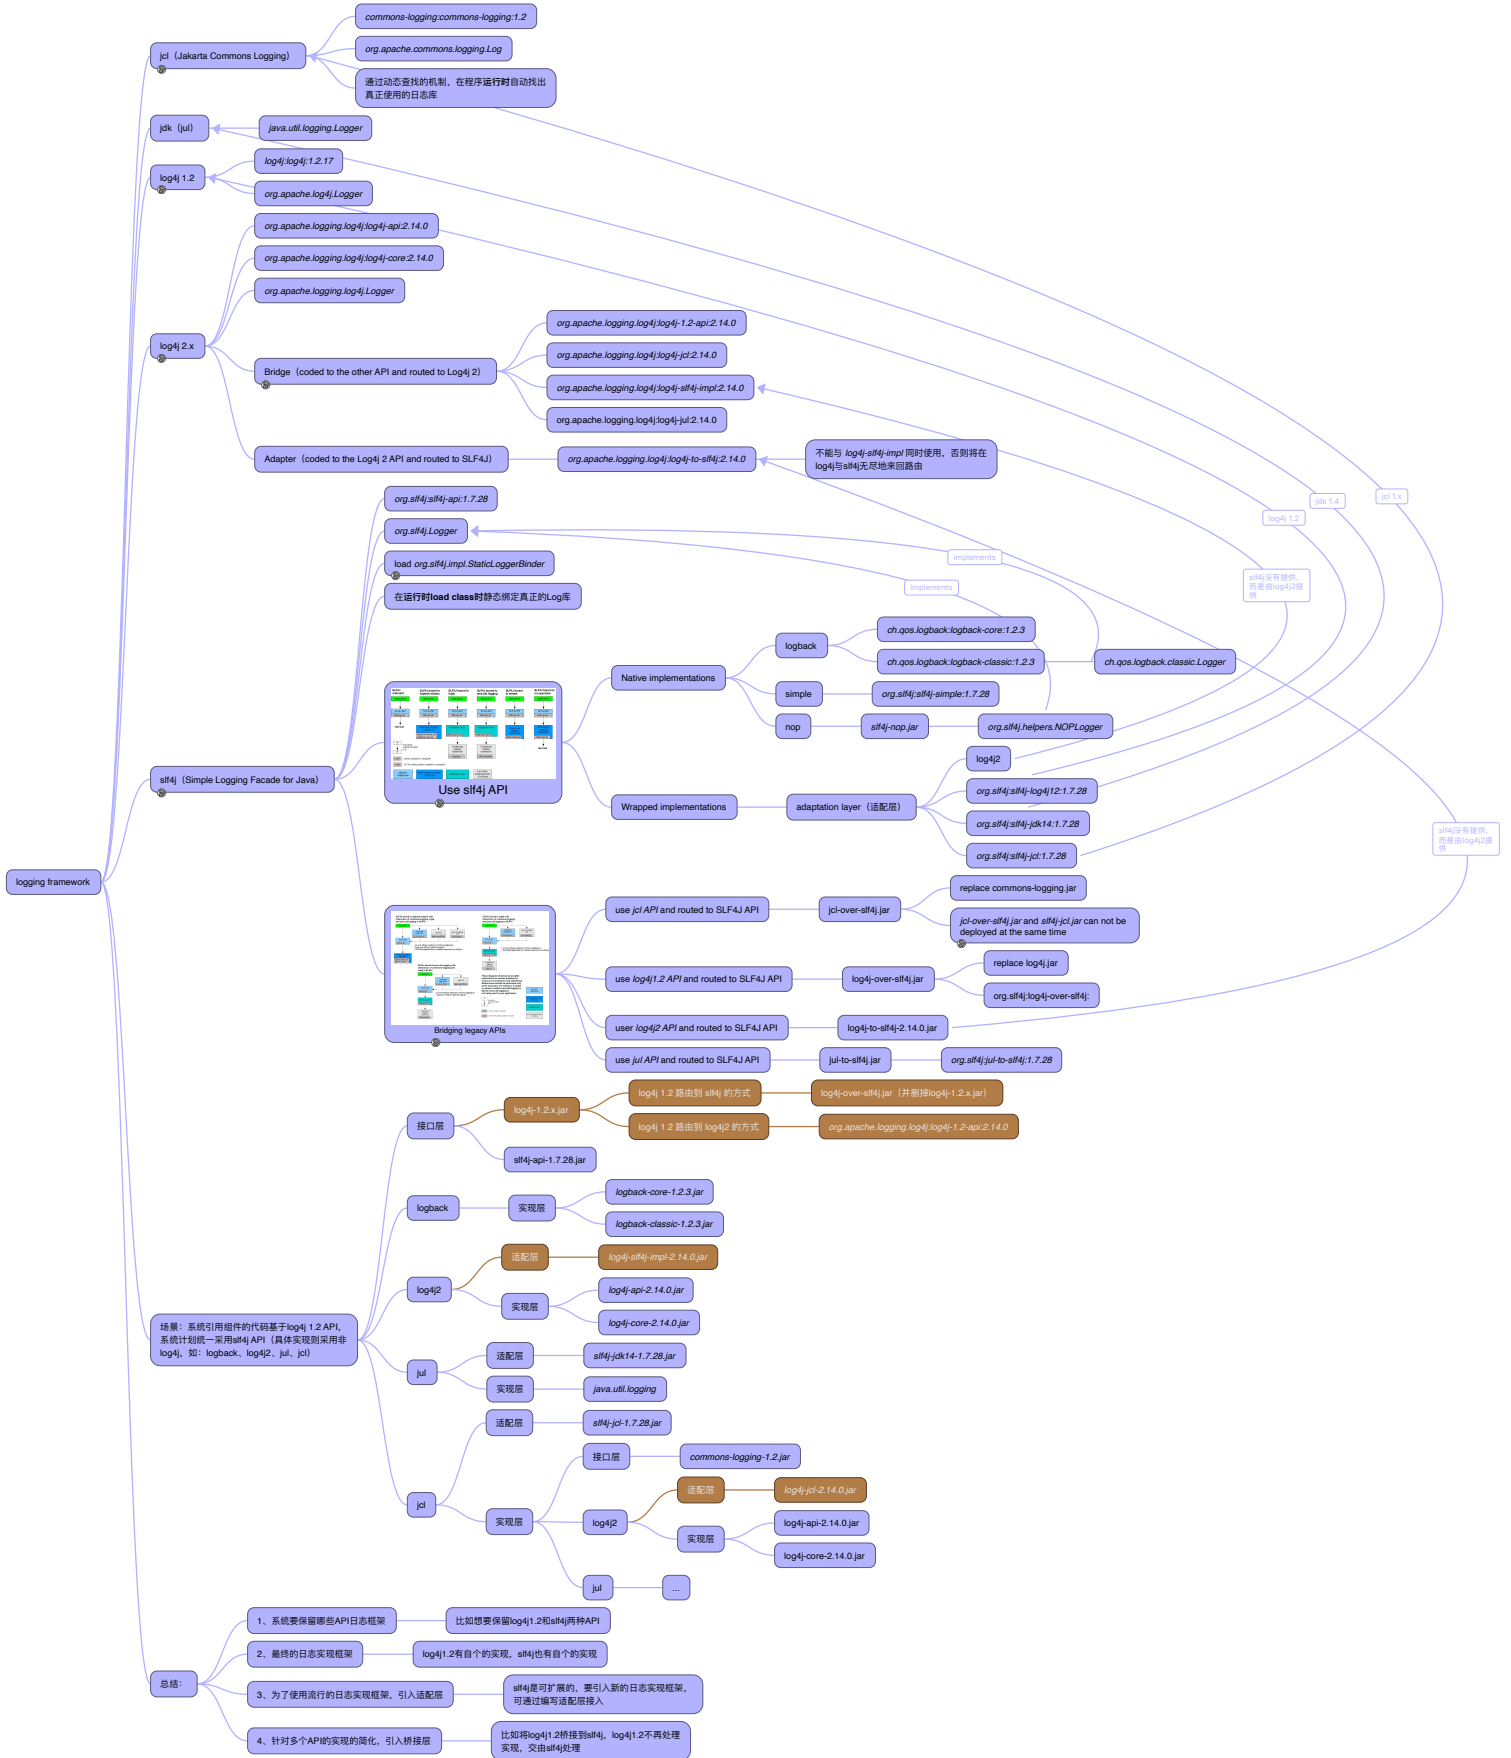 commons-logging:commons-logging:1.2
org.apache.commons.logging.Log
jcl（Jakarta Commons Logging）
通过动态查找的机制，在程序运行时自动找出
真正使用的日志库
jdk（jul）
java.util.logging.Logger
log4j:log4j:1.2.17
log4j 1.2
org.apache.log4j.Logger
org.apache.logging.log4j:log4j-api:2.14.0
org.apache.logging.log4j:log4j-core:2.14.0
org.apache.logging.log4j.Logger
log4j 2.x
Bridge（coded to the other API and routed to Log4j 2）
org.apache.logging.log4j:log4j-1.2-api:2.14.0
org.apache.logging.log4j:log4j-jcl:2.14.0
org.apache.logging.log4j:log4j-slf4j-impl:2.14.0
org.apache.logging.log4j:log4j-jul:2.14.0
Adapter（coded to the Log4j 2 API and routed to SLF4J）
org.apache.logging.log4j:log4j-to-slf4j:2.14.0
不能与 log4j-slf4j-impl 同时使用，否则将在
log4j与slf4j无尽地来回路由
jcl 1.x
jdk 1.4
log4j 1.2
implements
implements
slf4j没有提供，
而是由log4j2提
供
org.slf4j:slf4j-api:1.7.28
org.slf4j.Logger
load org.slf4j.impl.StaticLoggerBinder
在运行时load class时静态绑定真正的Log库
slf4j（Simple Logging Facade for Java）
Use slf4j API
Native implementations
logback
ch.qos.logback:logback-core:1.2.3
ch.qos.logback:logback-classic:1.2.3
ch.qos.logback.classic.Logger
simple
org.slf4j:slf4j-simple:1.7.28
nop
slf4j-nop.jar
org.slf4j.helpers.NOPLogger
Wrapped implementations
adaptation layer（适配层）
log4j2
org.slf4j:slf4j-log4j12:1.7.28
org.slf4j:slf4j-jdk14:1.7.28
org.slf4j:slf4j-jcl:1.7.28
slf4j没有提供，
而是由log4j2提
供
logging framework
Bridging legacy APIs
use jcl API and routed to SLF4J API
jcl-over-slf4j.jar
replace commons-logging.jar
jcl-over-slf4j.jar and slf4j-jcl.jar can not be
deployed at the same time
use log4j1.2 API and routed to SLF4J API
log4j-over-slf4j.jar
replace log4j.jar
org.slf4j:log4j-over-slf4j:
user log4j2 API and routed to SLF4J API
log4j-to-slf4j-2.14.0.jar
use jul API and routed to SLF4J API
jul-to-slf4j.jar
org.slf4j:jul-to-slf4j:1.7.28
场景：系统引用组件的代码基于log4j 1.2 API，
系统计划统一采用slf4j API（具体实现则采用非
log4j，如：logback、log4j2、jul、jcl）
接口层
log4j-1.2.x.jar
log4j 1.2 路由到 slf4j 的方式
log4j-over-slf4j.jar（并删掉log4j-1.2.x.jar）
log4j 1.2 路由到 log4j2 的方式
org.apache.logging.log4j:log4j-1.2-api:2.14.0
slf4j-api-1.7.28.jar
logback
实现层
logback-core-1.2.3.jar
logback-classic-1.2.3.jar
log4j2
适配层
log4j-slf4j-impl-2.14.0.jar
实现层
log4j-api-2.14.0.jar
log4j-core-2.14.0.jar
jul
适配层
slf4j-jdk14-1.7.28.jar
实现层
java.util.logging
jcl
适配层
slf4j-jcl-1.7.28.jar
实现层
接口层
commons-logging-1.2.jar
log4j2
适配层
log4j-jcl-2.14.0.jar
实现层
log4j-api-2.14.0.jar
log4j-core-2.14.0.jar
jul
...
总结：
1、系统要保留哪些API日志框架
比如想要保留log4j1.2和slf4j两种API
2、最终的日志实现框架
log4j1.2有自个的实现，slf4j也有自个的实现
3、为了使用流行的日志实现框架，引入适配层
slf4j是可扩展的，要引入新的日志实现框架，
可通过编写适配层接入
4、针对多个API的实现的简化，引入桥接层
比如将log4j1.2桥接到slf4j，log4j1.2不再处理
实现，交由slf4j处理